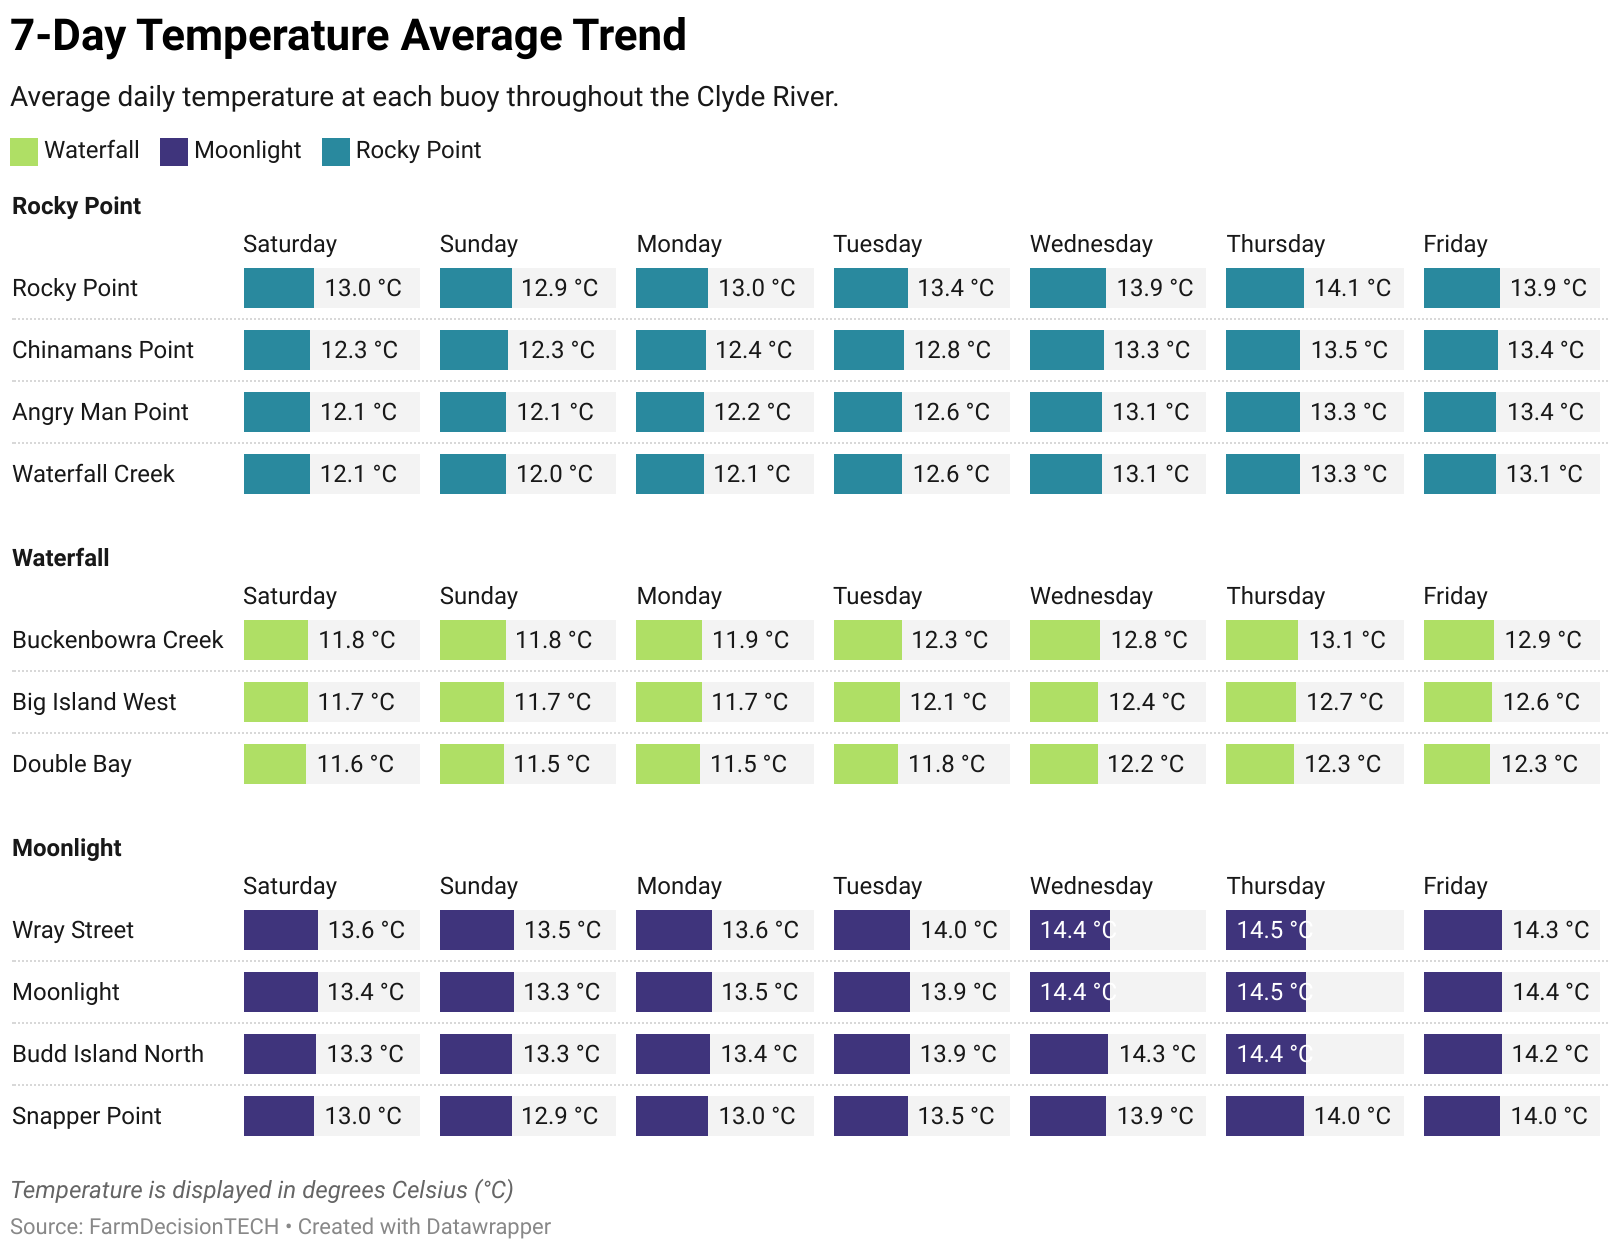 7-Day Temperature Average Trend
Average daily temperature at each buoy throughout the Clyde River.
Waterfall Moonlight Rocky Point
Rocky Point
Saturday Sunday Monday Tuesday Wednesday Thursday Friday
Rocky Point 13.0 °C 12.9 °C 13.0 °C 13.4 °C 13.9 °C 14.1 °C 13.9 °C
Chinamans Point 12.3 °C 12.3 °C 12.4 °C 12.8 °C 13.3 °C 13.5 °C 13.4 °C
Angry Man Point 12.1 °C 12.1 °C 12.2 °C 12.6 °C 13.1 °C 13.3 °C 13.4 °C
Waterfall Creek 12.1 °C 12.0 °C 12.1 °C 12.6 °C 13.1 °C 13.3 °C 13.1 °C
Waterfall
Saturday Sunday Monday Tuesday Wednesday Thursday Friday
Buckenbowra Creek 11.8 °C 11.8 °C 11.9 °C 12.3 °C 12.8 °C 13.1 °C 12.9 °C
Big Island West 11.7 °C 11.7 °C 11.7 °C 12.1 °C 12.4 °C 12.7 °C 12.6 °C
Double Bay 11.6 °C 11.5 °C 11.5 °C 11.8 °C 12.2 °C 12.3 °C 12.3 °C
Moonlight
Saturday Sunday Monday Tuesday Wednesday Thursday Friday
Wray Street 13.6 °C 13.5 °C 13.6 °C 14.0 °C 14.4 °C 14.5 °C 14.3 °C
Moonlight 13.4 °C 13.3 °C 13.5 °C 13.9 °C 14.4 °C 14.5 °C 14.4 °C
Budd Island North 13.3 °C 13.3 °C 13.4 °C 13.9 °C 14.3 °C 14.4 °C 14.2 °C
Snapper Point 13.0 °C 12.9 °C 13.0 °C 13.5 °C 13.9 °C 14.0 °C 14.0 °C
Temperature is displayed in degrees Celsius (°C)
Source: FarmDecisionTECH • Created with Datawrapper